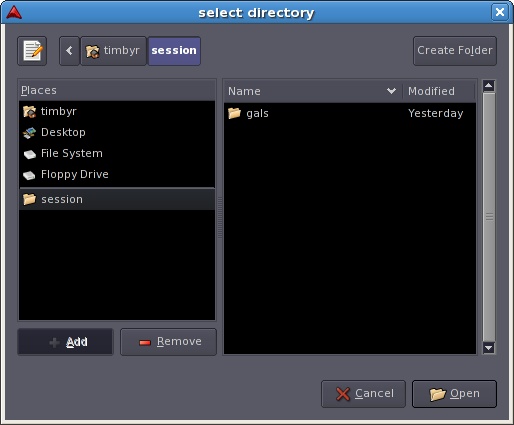 select directory
timbyr session Create Folder
Places
timbyr
Desktop
File System
Floppy Drive
session
Name Modified
gals Yesterday
Add Remove
Cancel Open